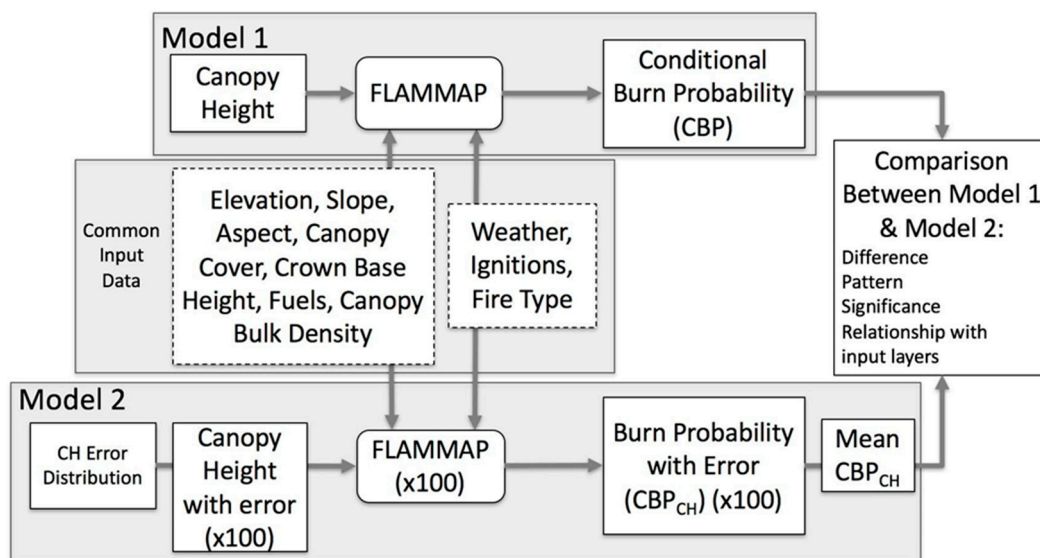 Model 1
Canopy
Height
FLAMMAP
Conditional
Burn Probability
(CBP)
Common
Input
Data
Elevation, Slope,
Aspect, Canopy
Cover, Crown Base
Height, Fuels, Canopy
Bulk Density
Weather,
Ignitions,
Fire Type
Comparison
Between Model 1
& Model 2:
Difference
Pattern
Significance
Relationship with
input layers
Model 2
CH Error
Distribution
Canopy
Height
with error
(x100)
FLAMMAP
(x100)
Burn Probability
with Error
(CBP_CH) (x100)
Mean
CBP_CH